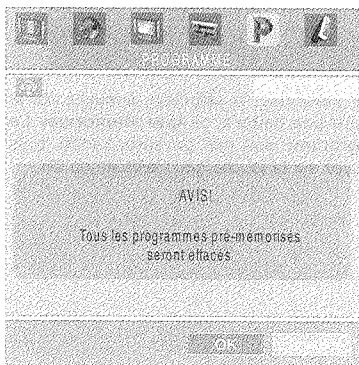 PROGRAMME
AVIS!
Tous les programmes pré-mémorisés
seront effacés
OK